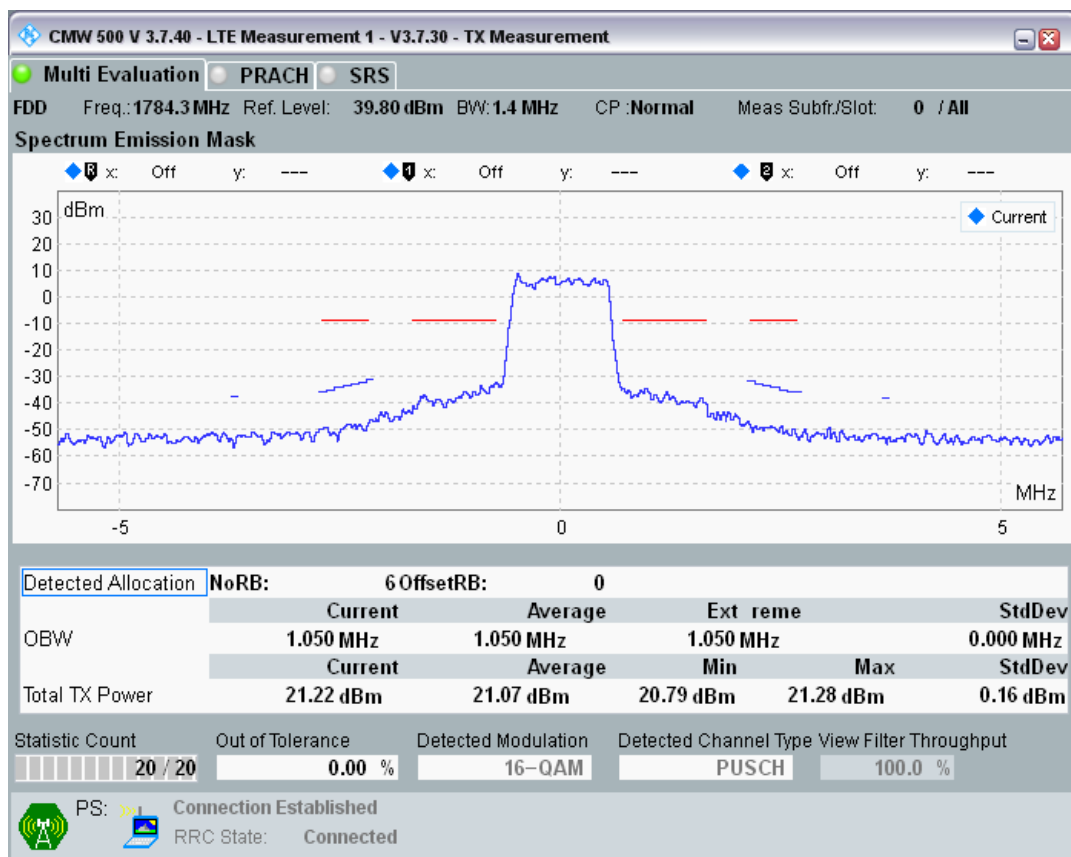 CMW 500 V 3.7.40 - LTE Measurement 1 - V3.7.30 - TX Measurement
Multi Evaluation PRACH SRS
FDD Freq.: 1784.3 MHz Ref. Level: 39.80 dBm BW: 1.4 MHz CP :Normal Meas Subfr./Slot: 0 / All
Spectrum Emission Mask
R x: Off y: --- 1 x: Off y: --- 2 x: Off y: ---
dBm
Current
30
20
10
0
-10
-20
-30
-40
-50
-60
-70
MHz
-5 0 5
Detected Allocation NoRB: 6 OffsetRB: 0
Current Average Ext reme StdDev
OBW 1.050 MHz 1.050 MHz 1.050 MHz 0.000 MHz
Current Average Min Max StdDev
Total TX Power 21.22 dBm 21.07 dBm 20.79 dBm 21.28 dBm 0.16 dBm
Statistic Count Out of Tolerance Detected Modulation Detected Channel Type View Filter Throughput
20 / 20 0.00 % 16-QAM PUSCH 100.0 %
PS: Connection Established
RRC State: Connected